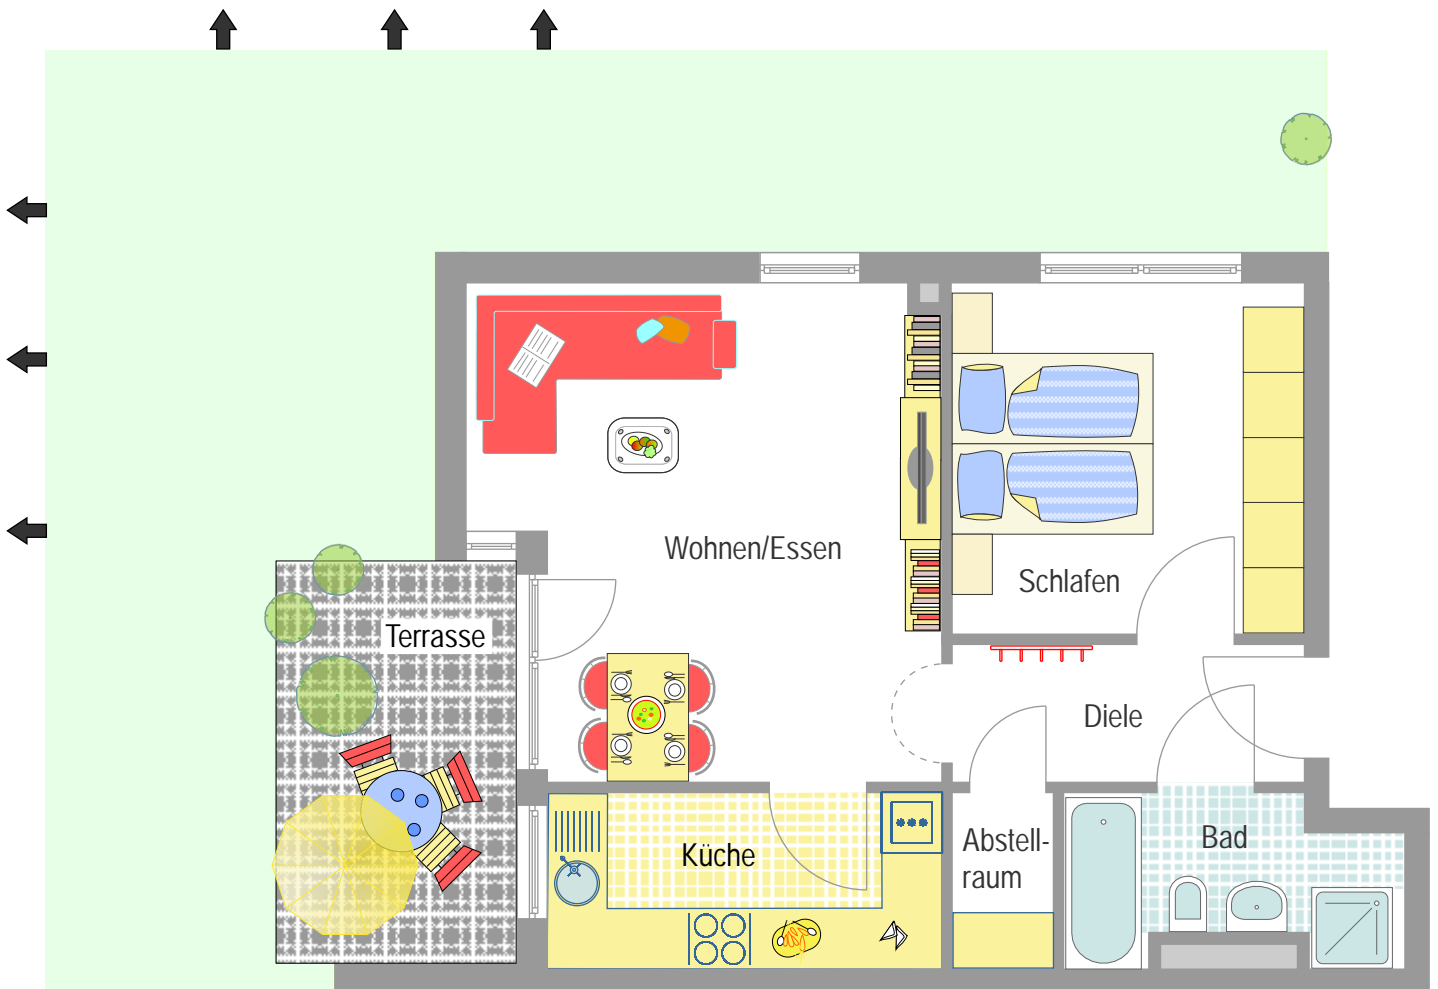 Wohnen/Essen
Schlafen
Terrasse
Diele
Küche
Abstell-
raum
Bad